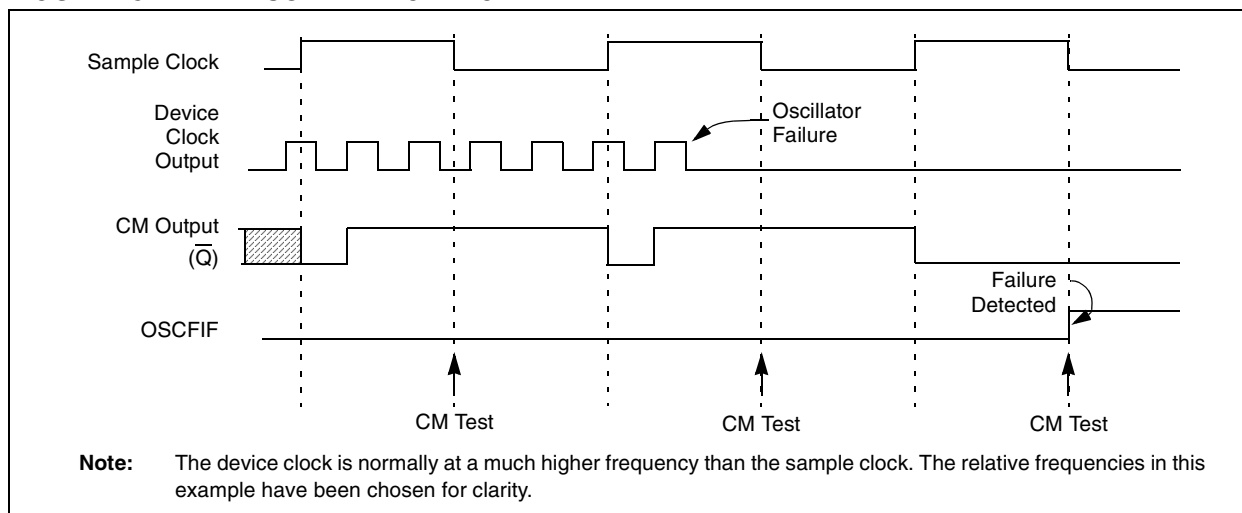 Sample Clock
Device
Clock
Output
Oscillator
Failure
CM Output
(Q̅)
Failure
Detected
OSCFIF
CM Test
CM Test
CM Test
Note: The device clock is normally at a much higher frequency than the sample clock. The relative frequencies in this
example have been chosen for clarity.